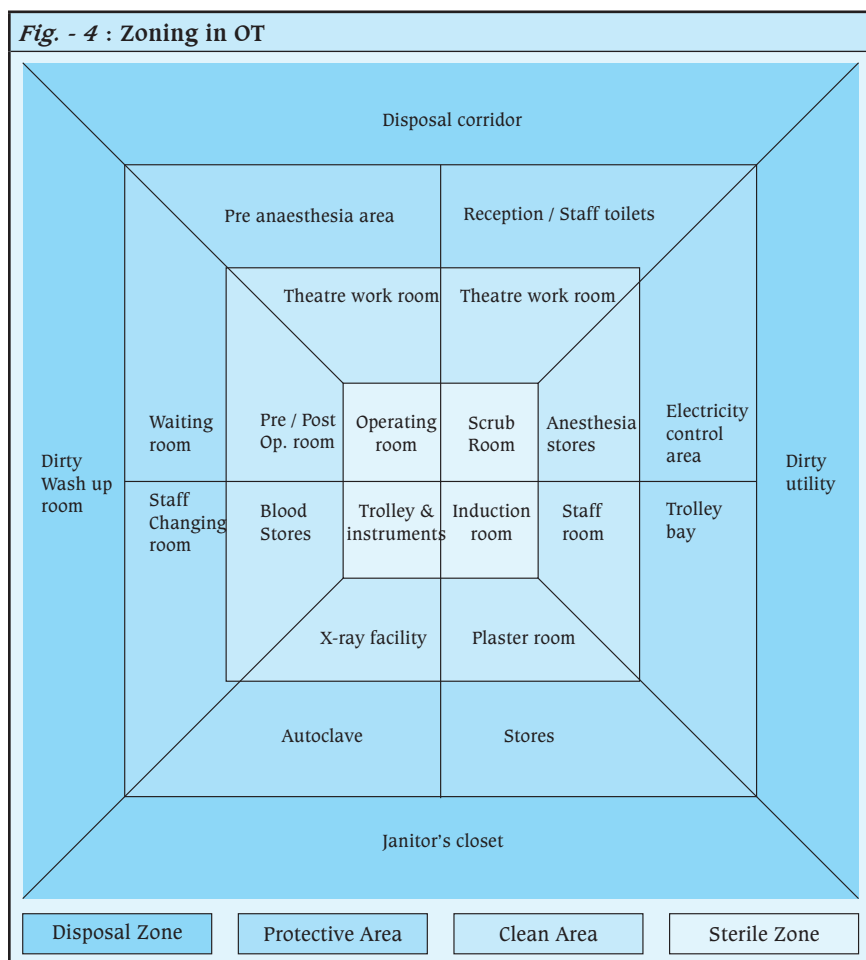 Fig. - 4 : Zoning in OT
Disposal corridor
Pre anaesthesia area
Reception / Staff toilets
Theatre work room
Theatre work room
Waiting
room
Pre / Post
Op. room
Operating
room
Scrub
Room
Anesthesia
stores
Electricity
control
area
Dirty
Wash up
room
Dirty
utility
Staff
Changing
room
Blood
Stores
Trolley &
instruments
Induction
room
Staff
room
Trolley
bay
X-ray facility
Plaster room
Autoclave
Stores
Janitor's closet
Disposal Zone
Protective Area
Clean Area
Sterile Zone